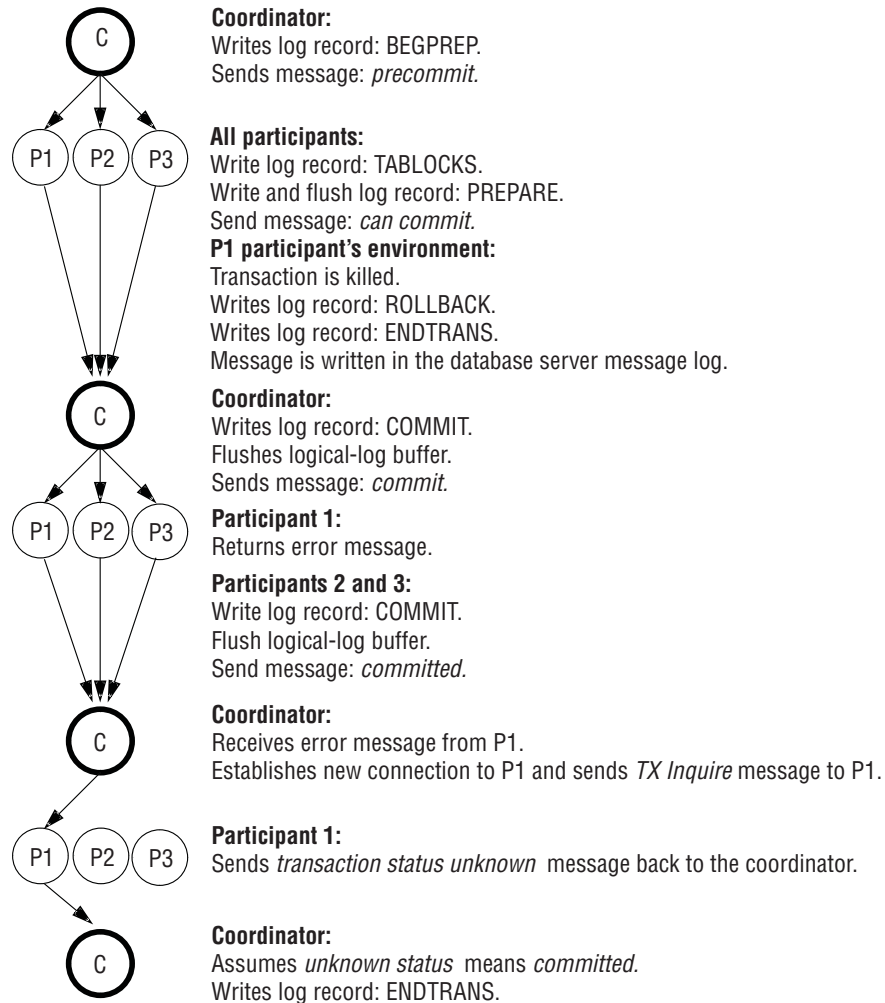 C
Coordinator:
Writes log record: BEGPREP.
Sends message: precommit.
P1 P2 P3
All participants:
Write log record: TABLOCKS.
Write and flush log record: PREPARE.
Send message: can commit.
P1 participant's environment:
Transaction is killed.
Writes log record: ROLLBACK.
Writes log record: ENDTRANS.
Message is written in the database server message log.
C
Coordinator:
Writes log record: COMMIT.
Flushes logical-log buffer.
Sends message: commit.
P1 P2 P3
Participant 1:
Returns error message.
Participants 2 and 3:
Write log record: COMMIT.
Flush logical-log buffer.
Send message: committed.
C
Coordinator:
Receives error message from P1.
Establishes new connection to P1 and sends TX Inquire message to P1.
P1 P2 P3
Participant 1:
Sends transaction status unknown message back to the coordinator.
C
Coordinator:
Assumes unknown status means committed.
Writes log record: ENDTRANS.